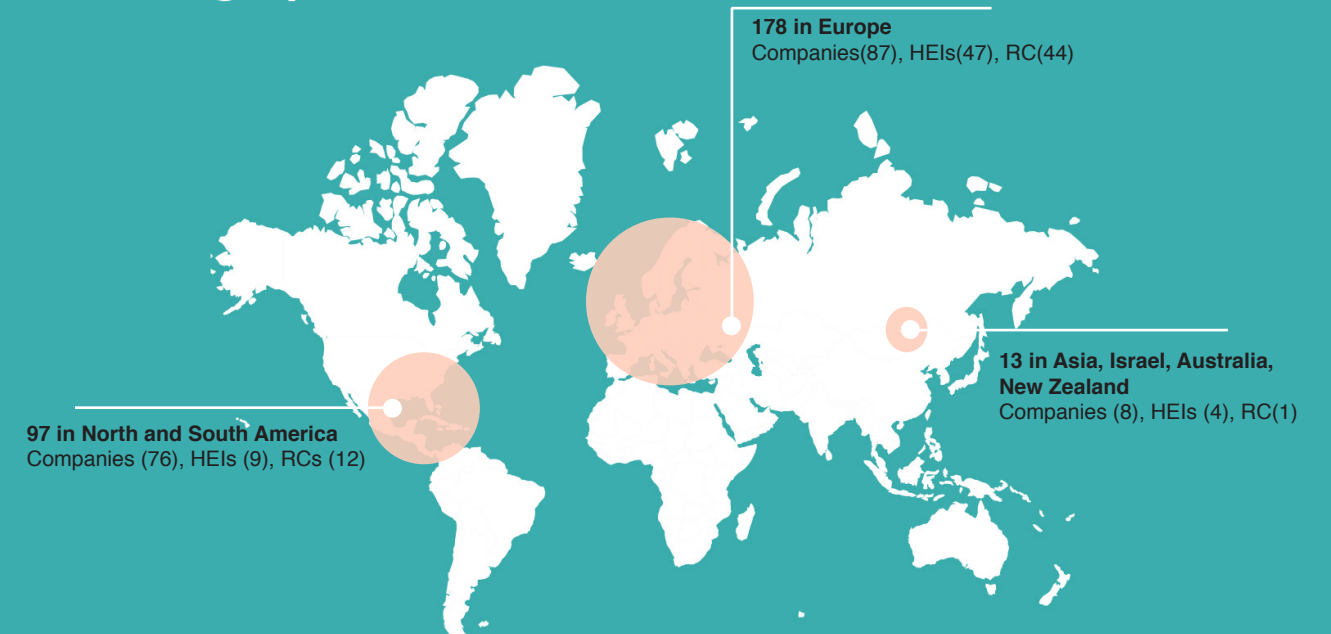 178 in Europe
Companies(87), HEIs(47), RC(44)
13 in Asia, Israel, Australia,
New Zealand
Companies (8), HEIs (4), RC(1)
97 in North and South America
Companies (76), HEIs (9), RCs (12)